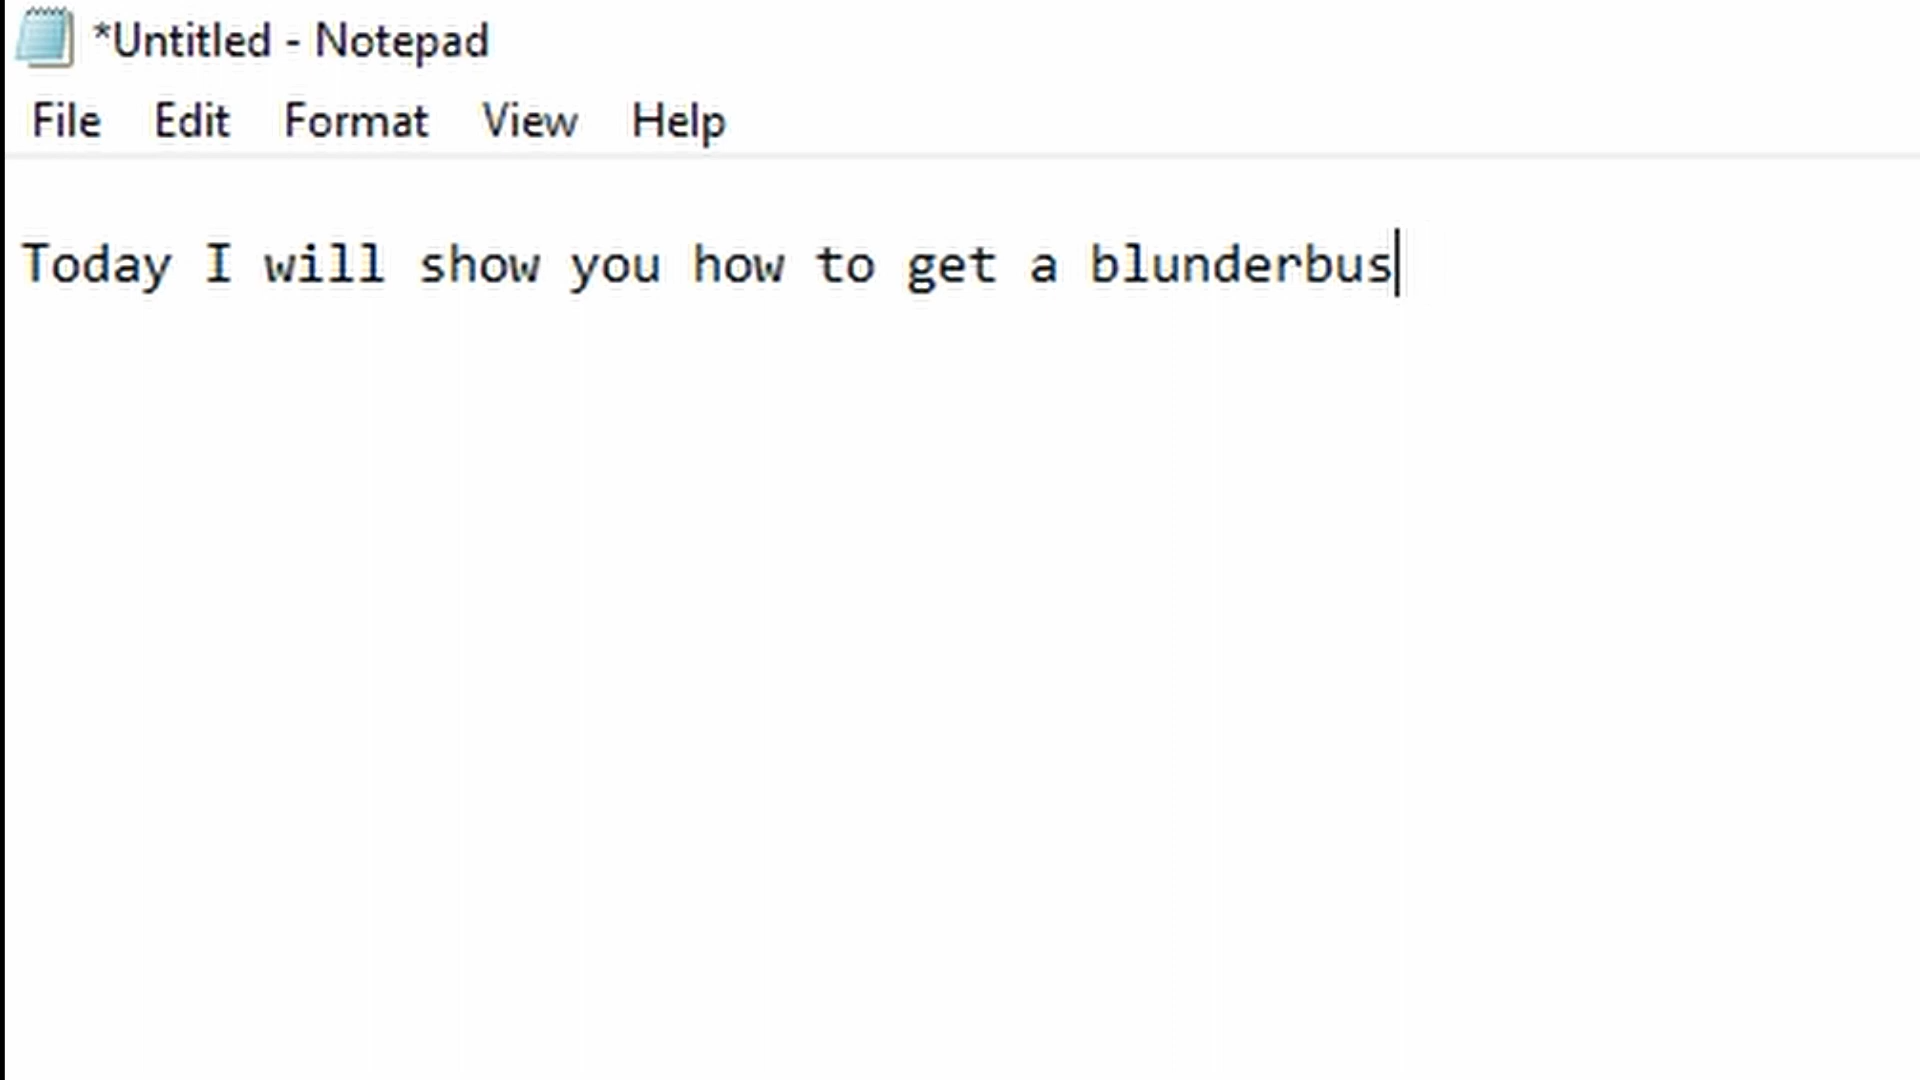 *Untitled - Notepad
File Edit Format View Help
Today I will show you how to get a blunderbus